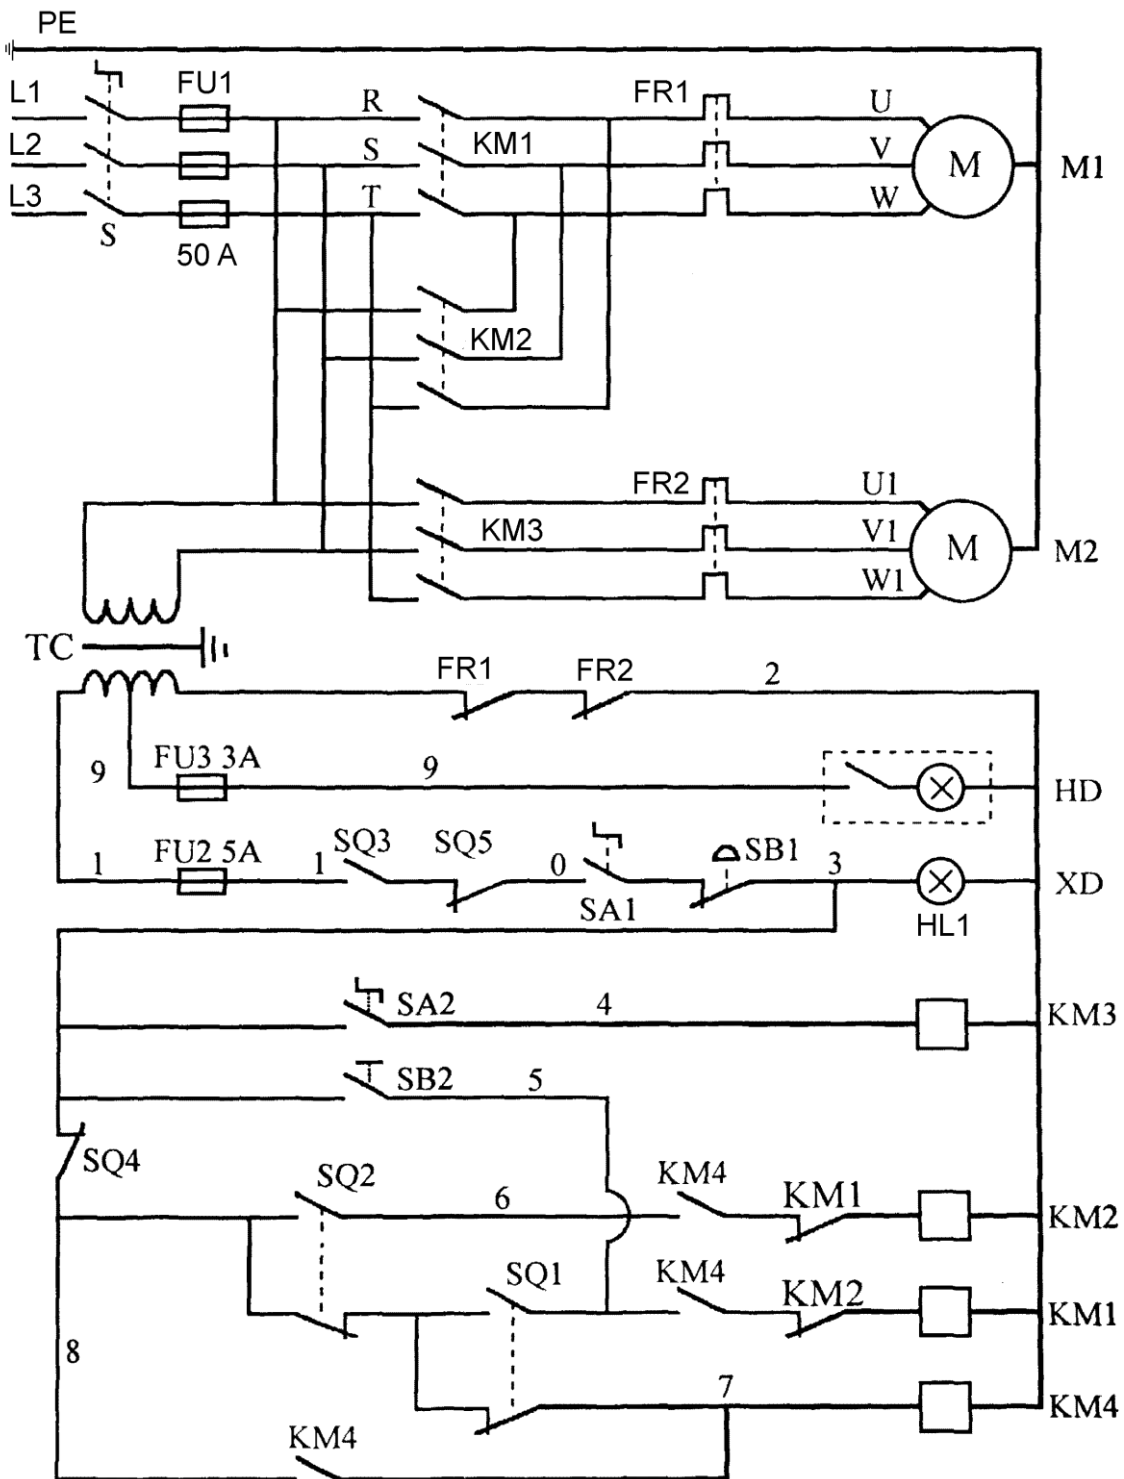 PE
L1
FU1
R
FR1
U
L2
S
KM1
V
M
M1
L3
T
W
S
50 A
KM2
FR2
U1
KM3
V1
M
M2
W1
TC
FR1
FR2
2
9
FU3 3A
9
HD
1
FU2 5A
1
SQ3
SQ5
0
SA1
SB1
3
XD
HL1
SA2
4
KM3
SB2
5
SQ4
SQ2
6
KM4
KM1
KM2
SQ1
KM4
KM2
KM1
8
7
KM4
KM4